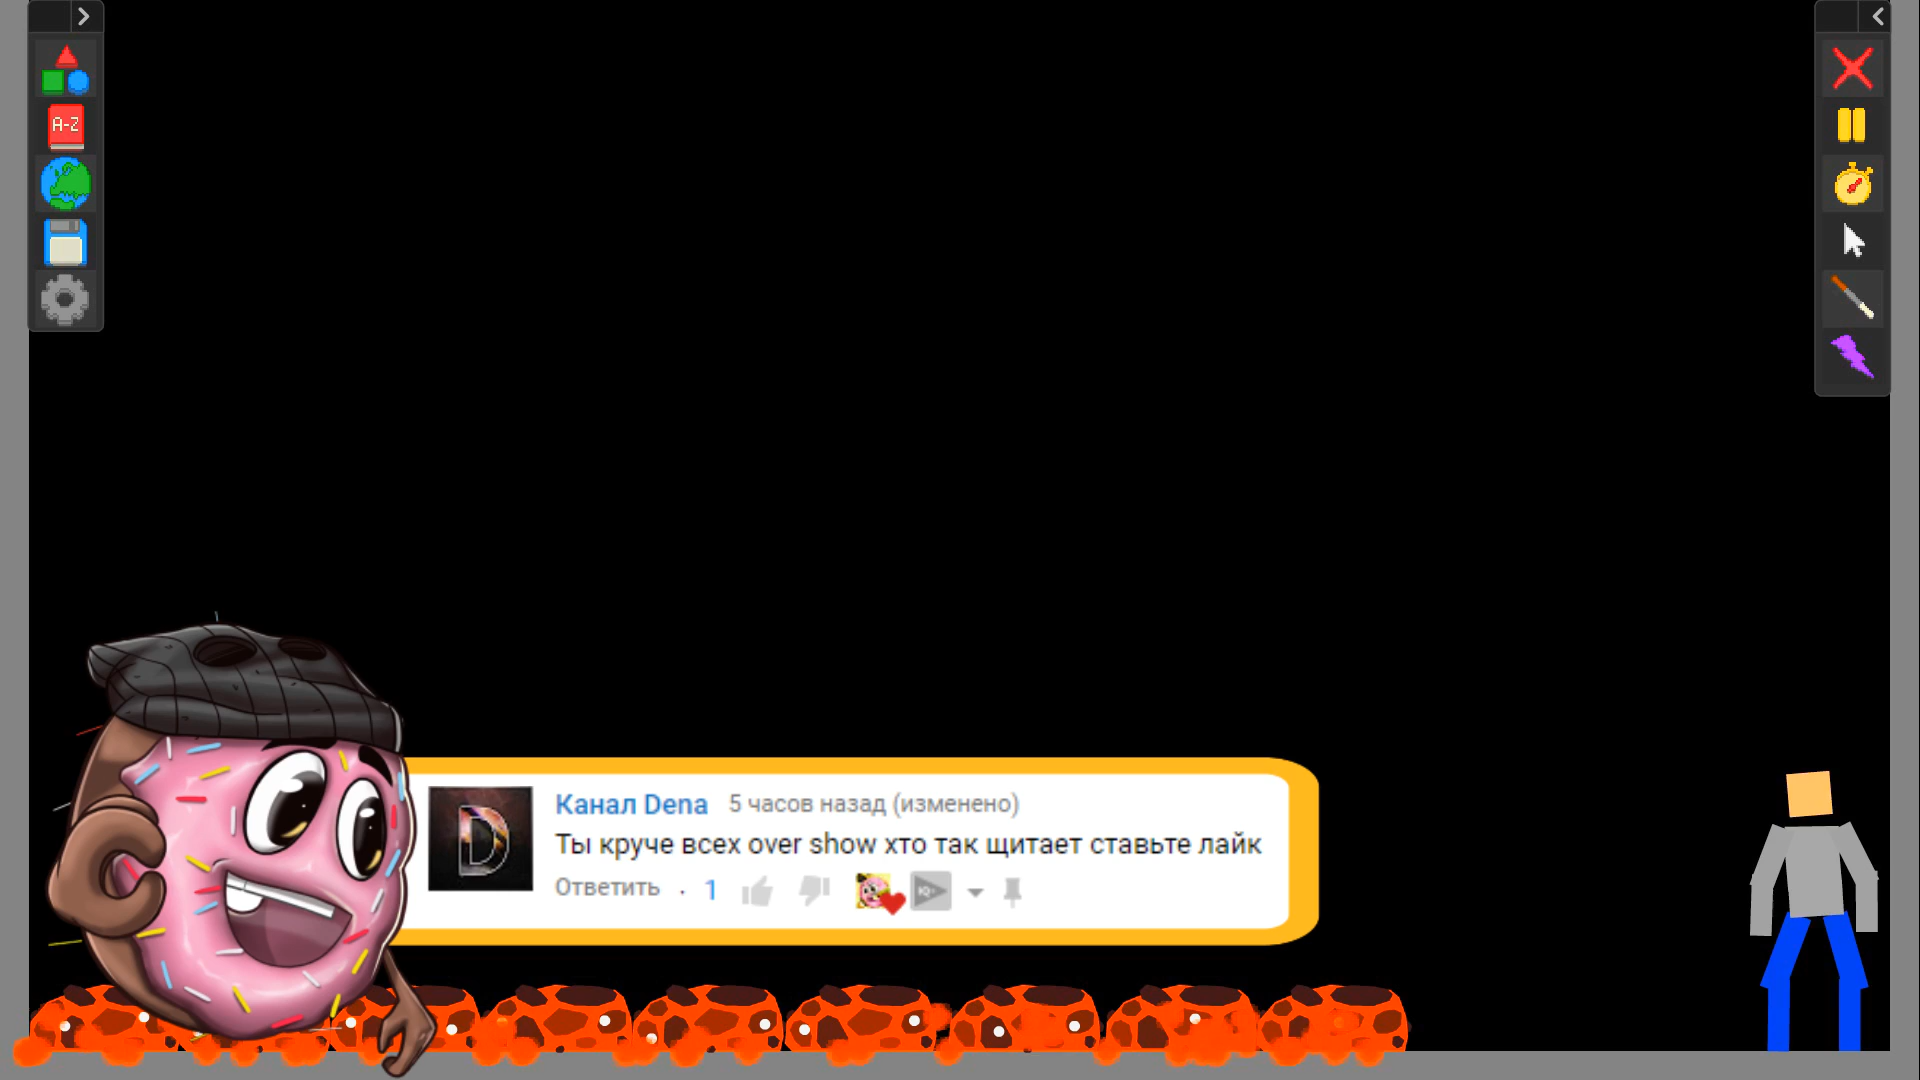 A-Z
Канал Dena 5 часов назад (изменено)
Ты круче всех over show хто так щитает ставьте лайк
Ответить · 1